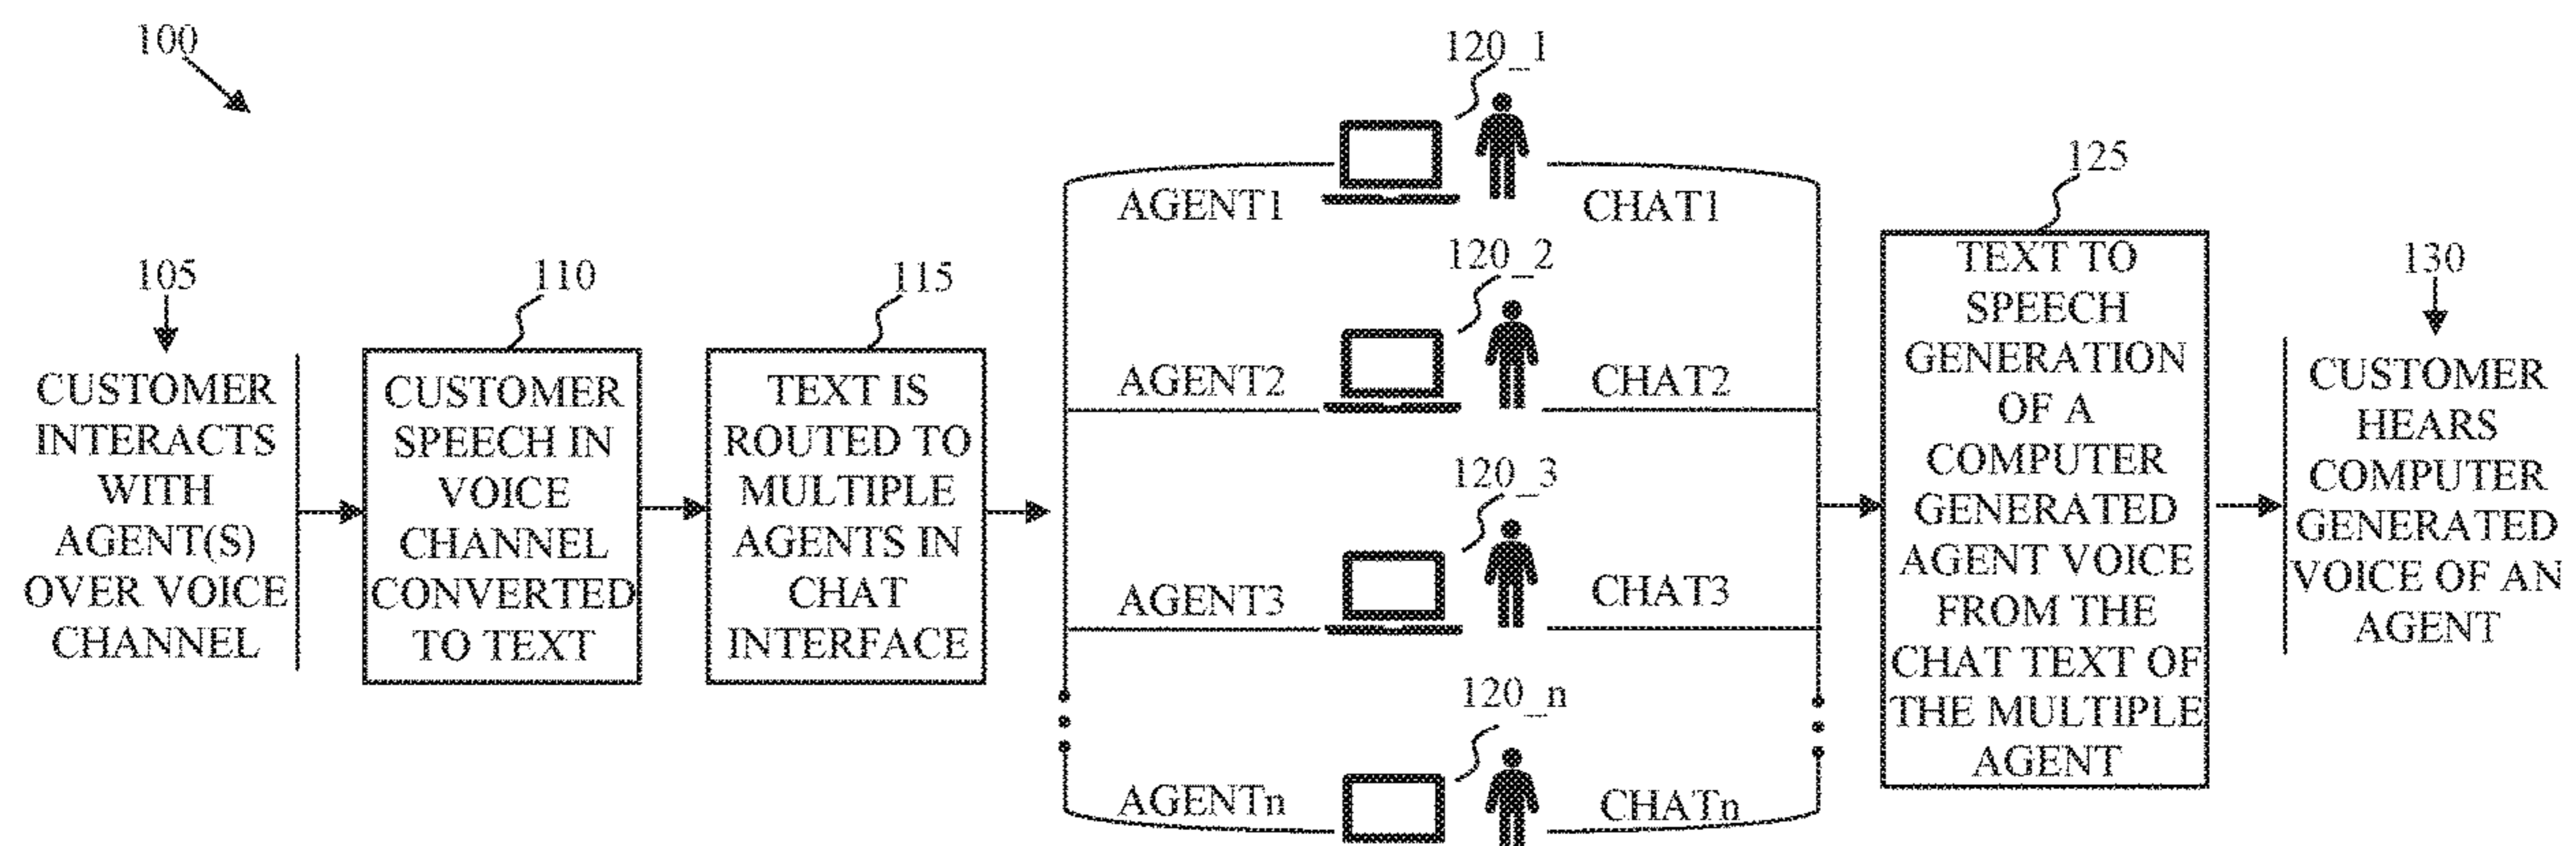 100
105
CUSTOMER
INTERACTS
WITH
AGENT(S)
OVER VOICE
CHANNEL
110
CUSTOMER
SPEECH IN
VOICE
CHANNEL
CONVERTED
TO TEXT
115
TEXT IS
ROUTED TO
MULTIPLE
AGENTS IN
CHAT
INTERFACE
120_1
AGENT1
CHAT1
120_2
AGENT2
CHAT2
120_3
AGENT3
CHAT3
120_n
AGENTn
CHATn
125
TEXT TO
SPEECH
GENERATION
OF A
COMPUTER
GENERATED
AGENT VOICE
FROM THE
CHAT TEXT OF
THE MULTIPLE
AGENT
130
CUSTOMER
HEARS
COMPUTER
GENERATED
VOICE OF AN
AGENT